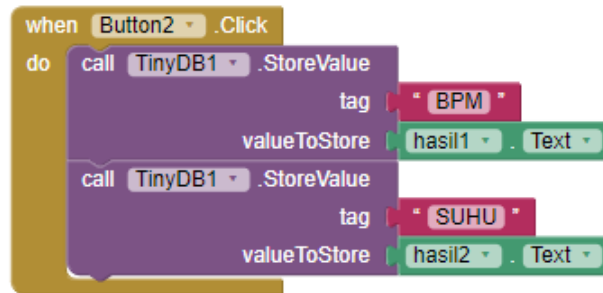 when Button2 .Click
do call TinyDB1 .StoreValue
tag " BPM "
valueToStore hasil1 . Text
call TinyDB1 .StoreValue
tag " SUHU "
valueToStore hasil2 . Text